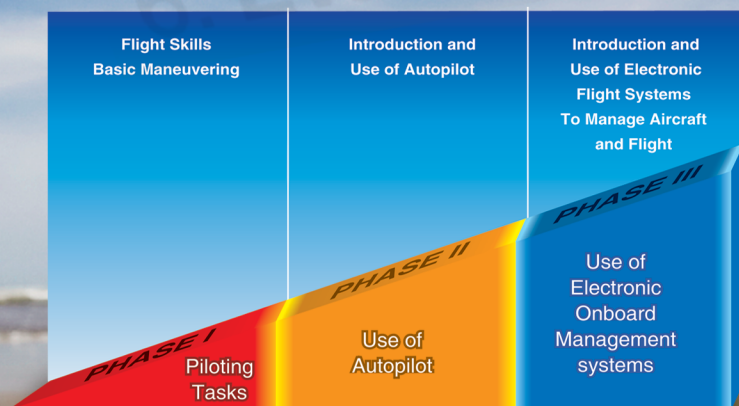 Flight Skills
Basic Maneuvering
Introduction and
Use of Autopilot
Introduction and
Use of Electronic
Flight Systems
To Manage Aircraft
and Flight
PHASE I
PHASE II
PHASE III
Piloting
Tasks
Use of
Autopilot
Use of
Electronic
Onboard
Management
systems